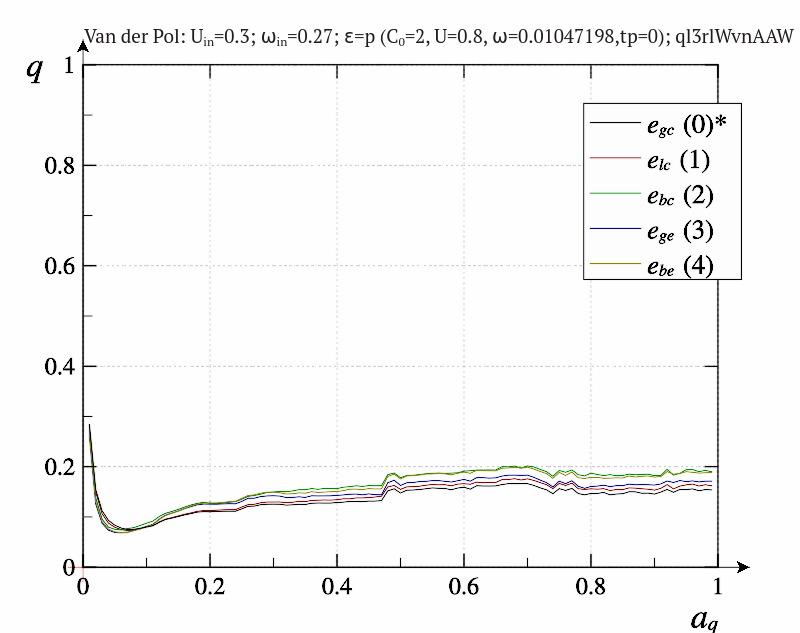 Van der Pol: Uin=0.3; ωin=0.27; ε=p (C0=2, U=0.8, ω=0.01047198,tp=0); ql3rlWvnAAW
q
1
0.8
0.6
0.4
0.2
0
0 0.2 0.4 0.6 0.8 1
aq
egc (0)*
elc (1)
ebc (2)
ege (3)
ebe (4)